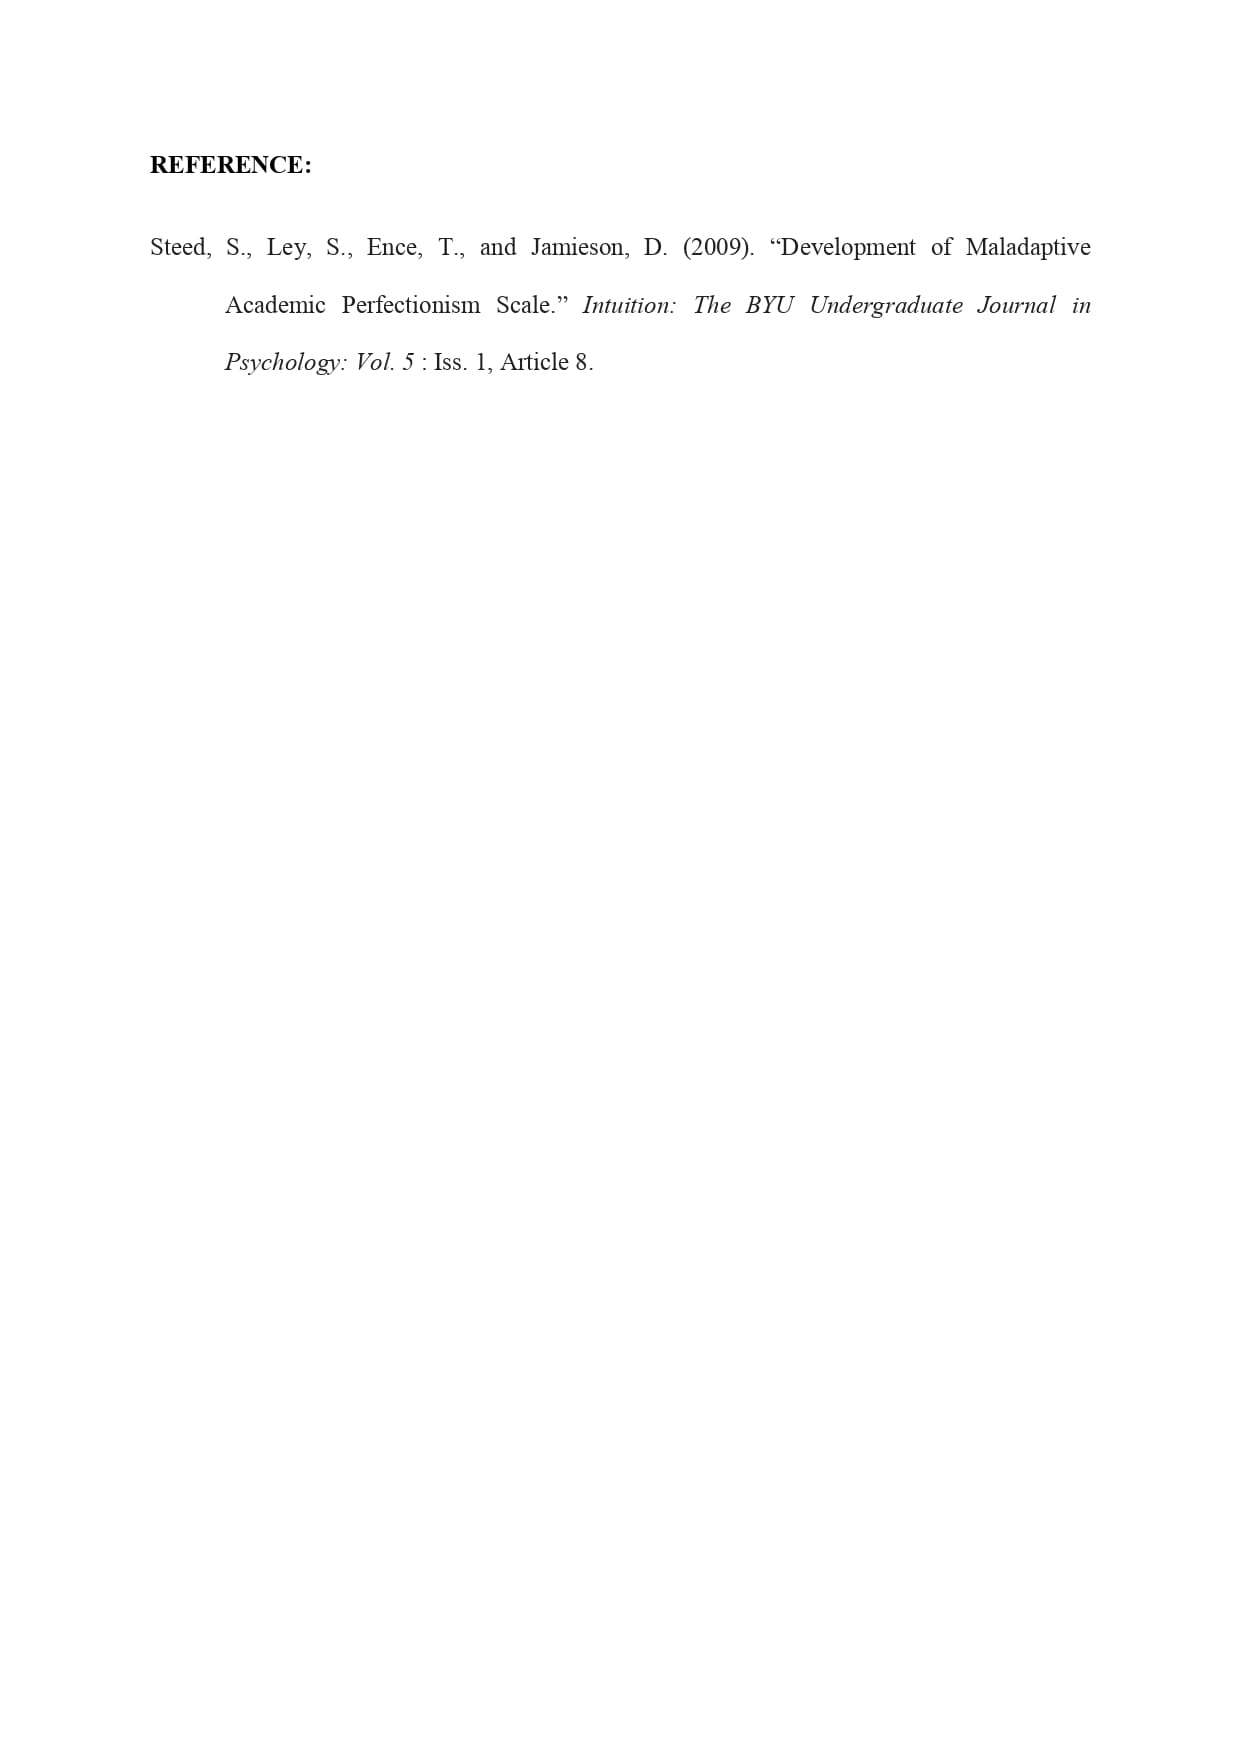 REFERENCE:
Steed, S., Ley, S., Ence, T., and Jamieson, D. (2009). “Development of Maladaptive
Academic Perfectionism Scale.” Intuition: The BYU Undergraduate Journal in
Psychology: Vol. 5 : Iss. 1, Article 8.